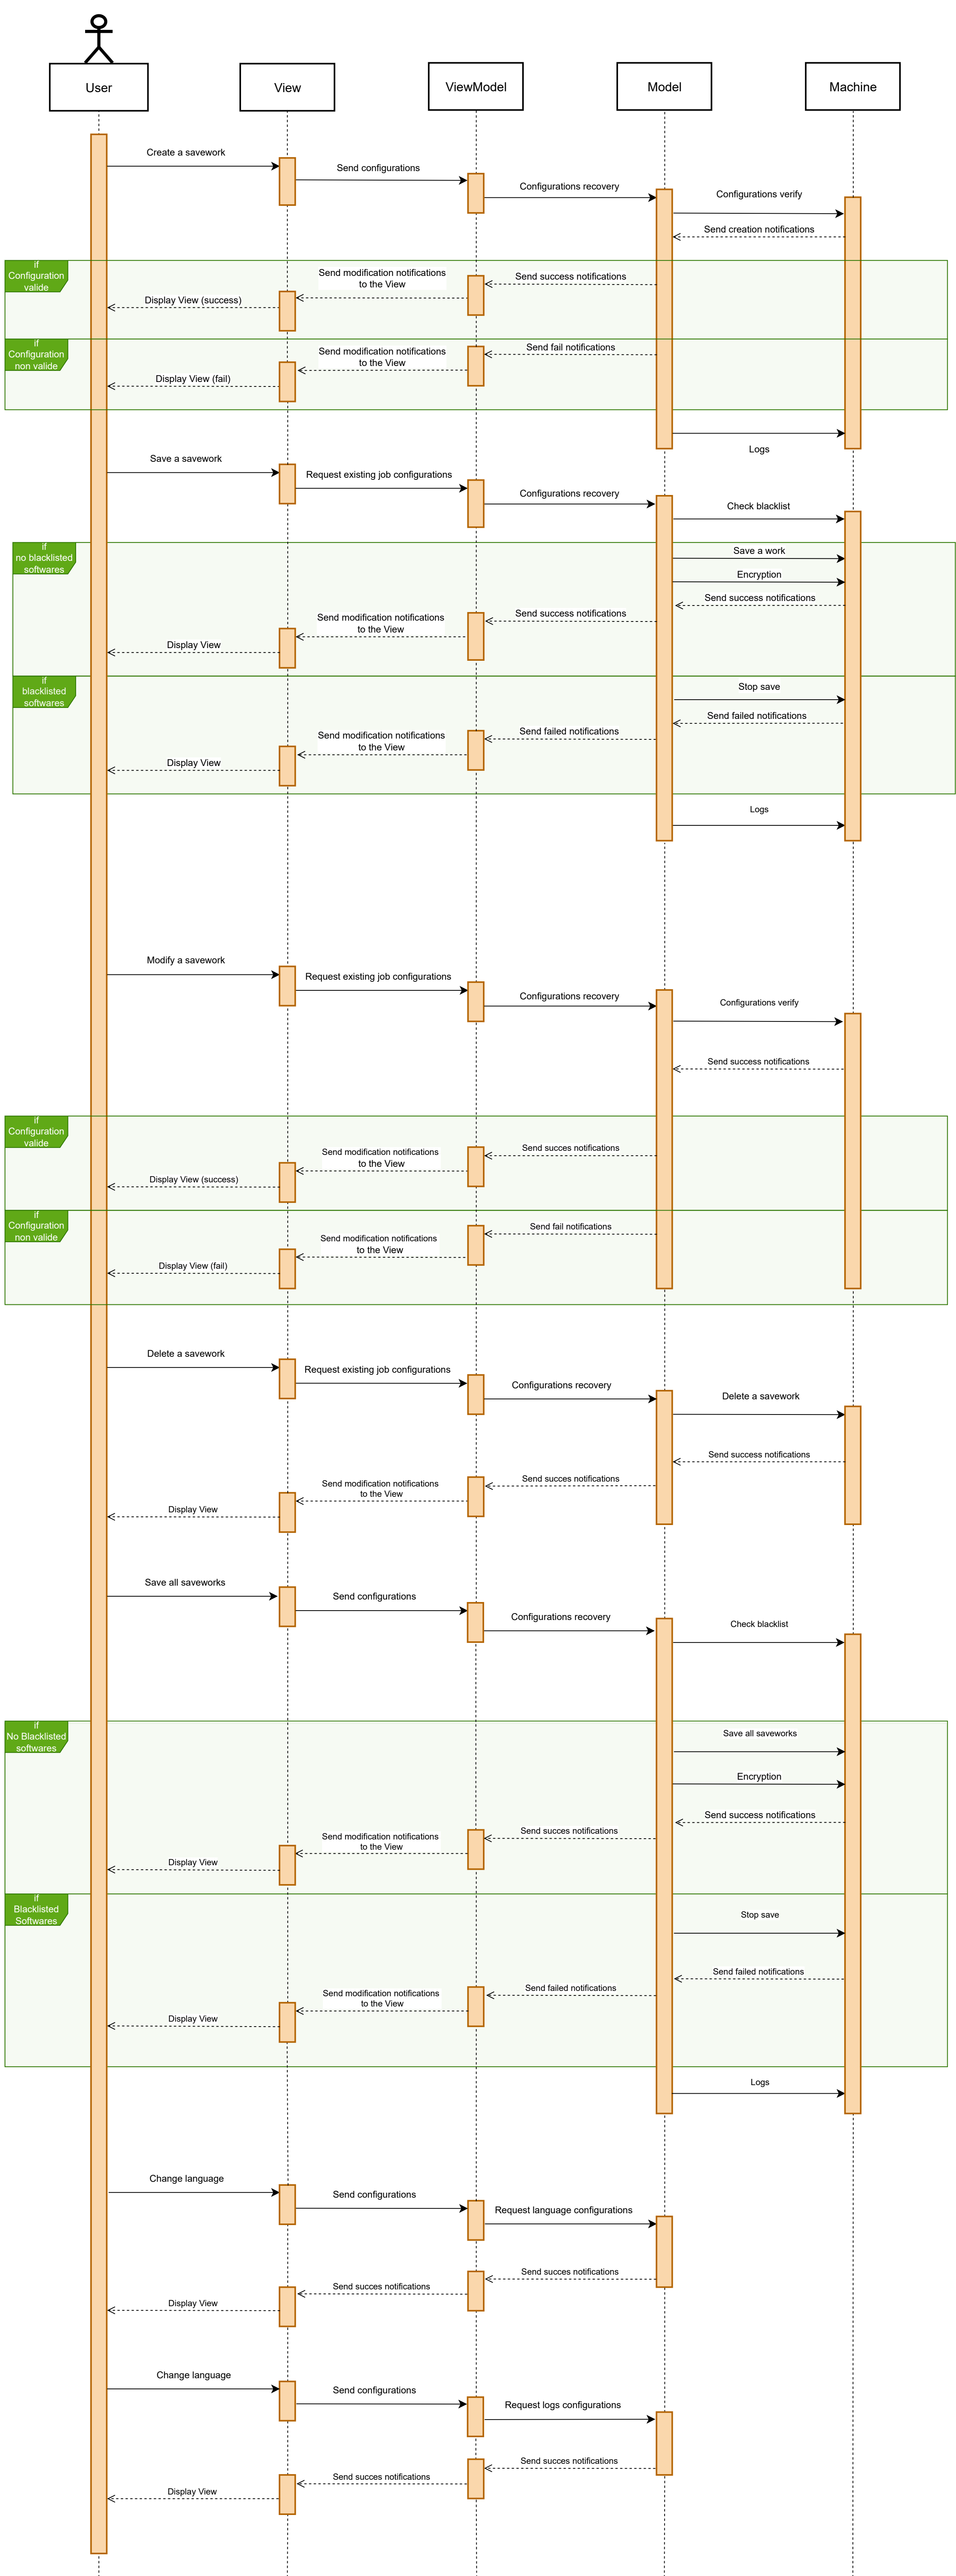 User
View
ViewModel
Model
Machine
Create a savework
Send configurations
Configurations recovery
Configurations verify
Send creation notifications
if
Configuration
valide
Send modification notifications
to the View
Send success notifications
Display View (success)
if
Configuration
non valide
Send modification notifications
to the View
Send fail notifications
Display View (fail)
Logs
Save a savework
Request existing job configurations
Configurations recovery
Check blacklist
if
no blacklisted
softwares
Save a work
Encryption
Send success notifications
Send success notifications
Send modification notifications
to the View
Display View
if
blacklisted
softwares
Stop save
Send failed notifications
Send failed notifications
Send modification notifications
to the View
Display View
Logs
Modify a savework
Request existing job configurations
Configurations recovery
Configurations verify
Send success notifications
if
Configuration
valide
Send succes notifications
Send modification notifications
to the View
Display View (success)
if
Configuration
non valide
Send fail notifications
Send modification notifications
to the View
Display View (fail)
Delete a savework
Request existing job configurations
Configurations recovery
Delete a savework
Send success notifications
Send succes notifications
Send modification notifications
to the View
Display View
Save all saveworks
Send configurations
Configurations recovery
Check blacklist
if
No Blacklisted
softwares
Save all saveworks
Encryption
Send success notifications
Send succes notifications
Send modification notifications
to the View
Display View
if
Blacklisted
Softwares
Stop save
Send failed notifications
Send failed notifications
Send modification notifications
to the View
Display View
Logs
Change language
Send configurations
Request language configurations
Send succes notifications
Send succes notifications
Display View
Change language
Send configurations
Request logs configurations
Send succes notifications
Send succes notifications
Display View